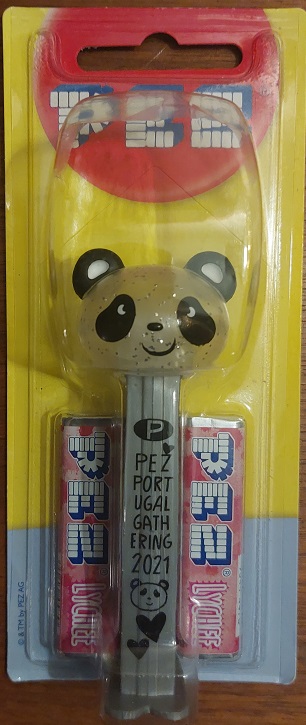 PEZ
P
PEZ
PORT
UGAL
GATH
ERING
2021
PEZ
LYCHEE
PEZ ®
LYCHEE
® & TM by PEZ AG